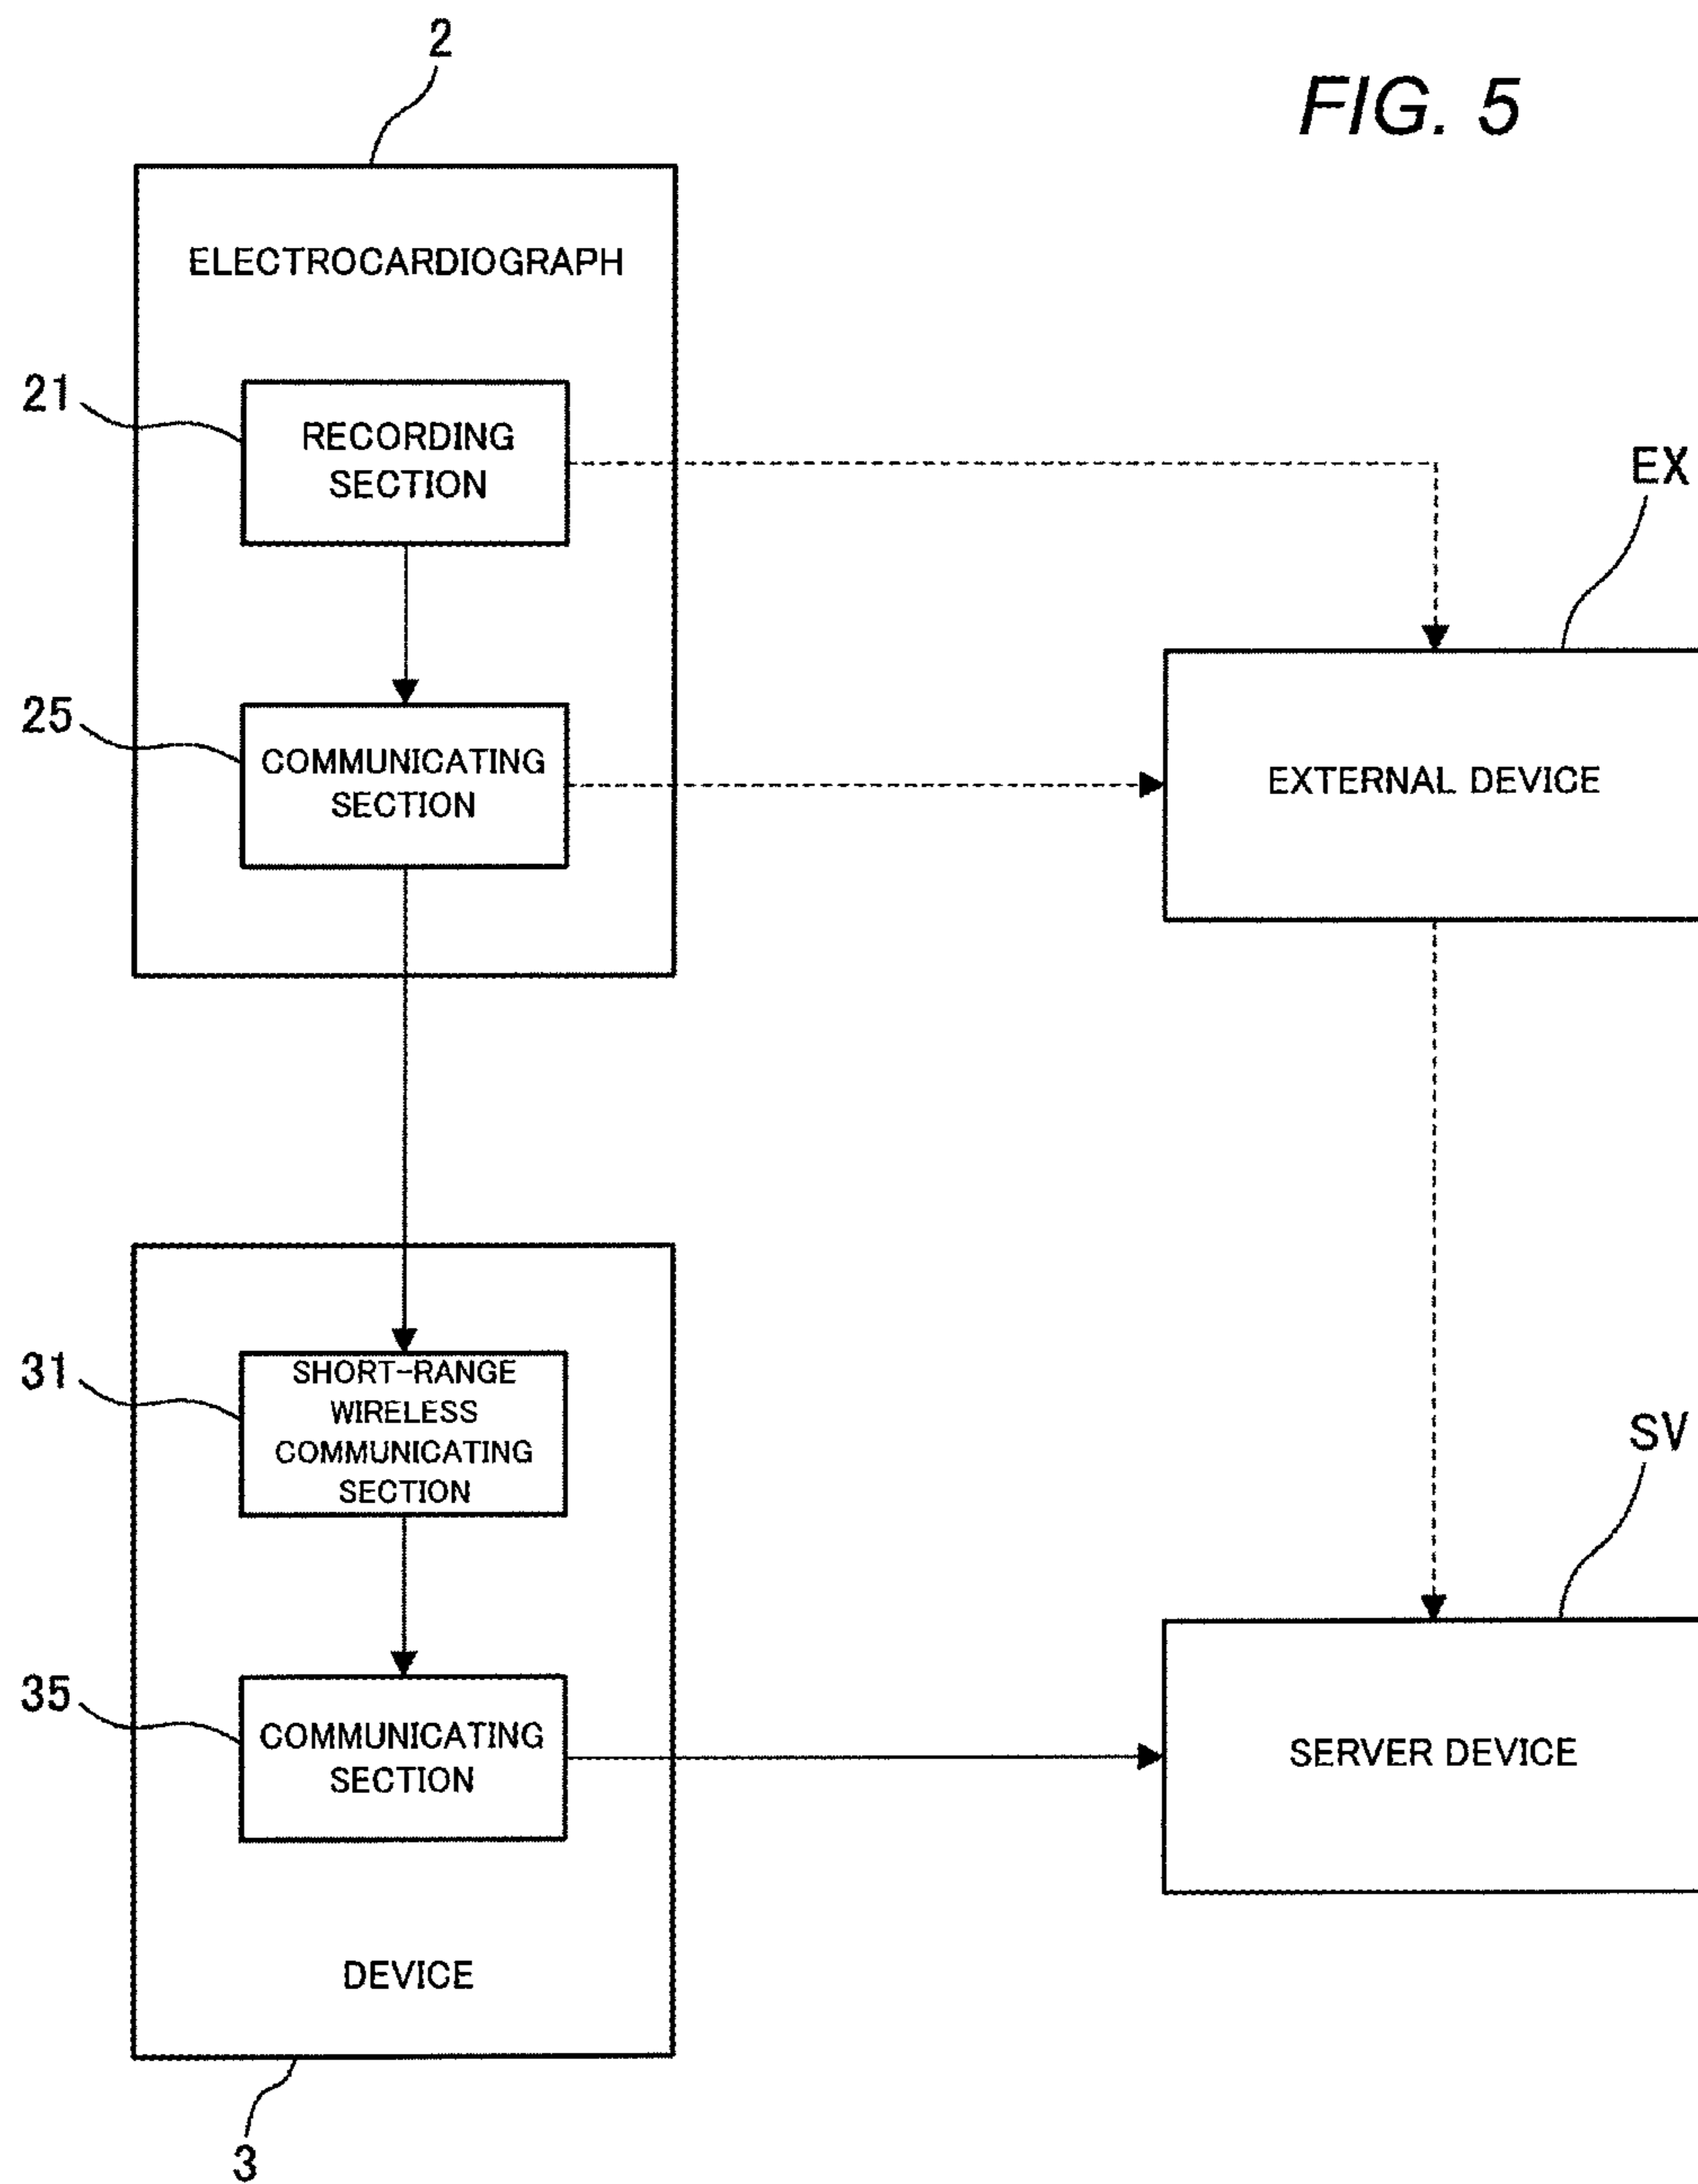 2
FIG. 5
ELECTROCARDIOGRAPH
21
RECORDING
SECTION
EX
25
COMMUNICATING
SECTION
EXTERNAL DEVICE
31
SHORT-RANGE
WIRELESS
COMMUNICATING
SECTION
SV
35
COMMUNICATING
SECTION
SERVER DEVICE
DEVICE
3